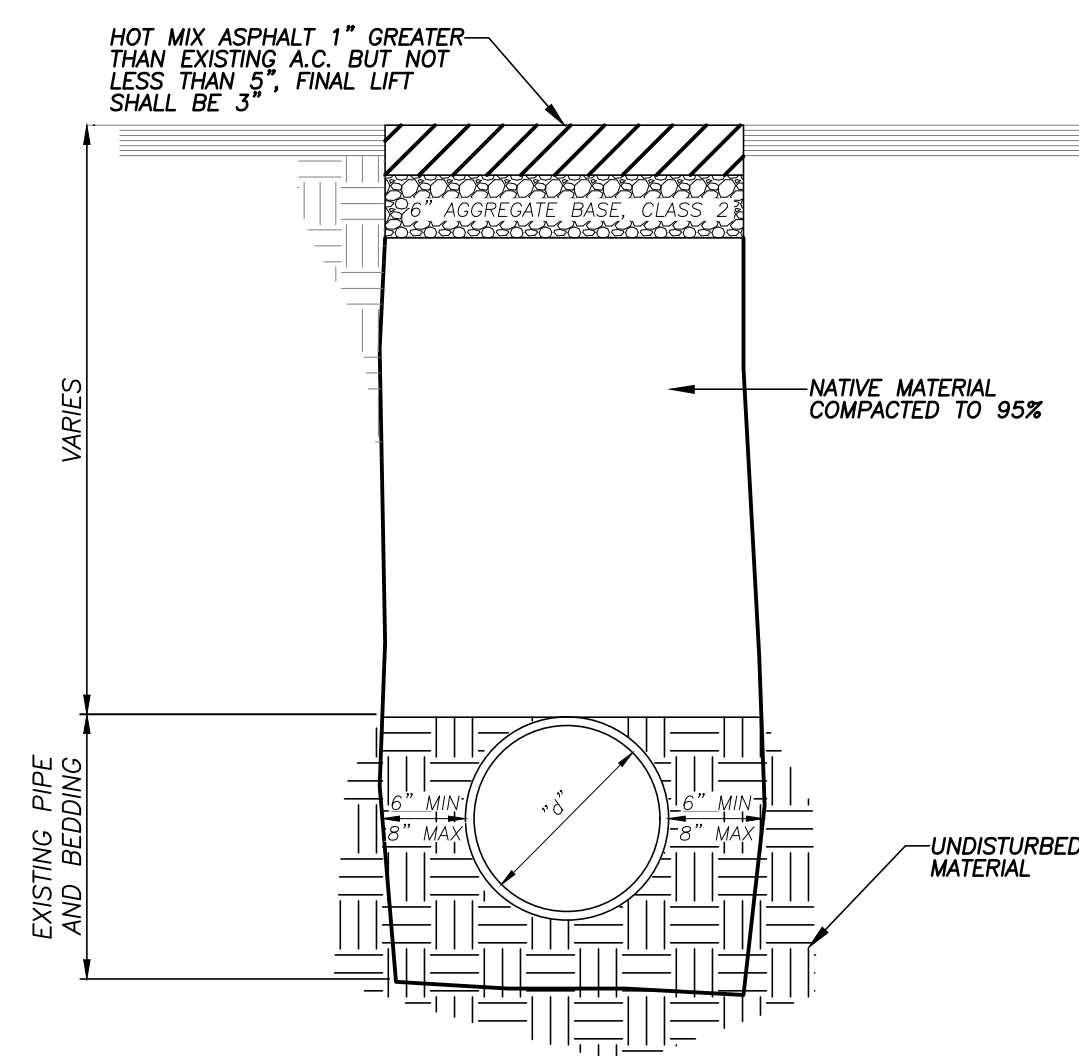 HOT MIX ASPHALT 1” GREATER
THAN EXISTING A.C. BUT NOT
LESS THAN 5”, FINAL LIFT
SHALL BE 3”
6” AGGREGATE BASE, CLASS 2
VARIES
NATIVE MATERIAL
COMPACTED TO 95%
EXISTING PIPE
AND BEDDING
6” MIN
8” MAX
”d”
6” MIN
8” MAX
UNDISTURBED
MATERIAL